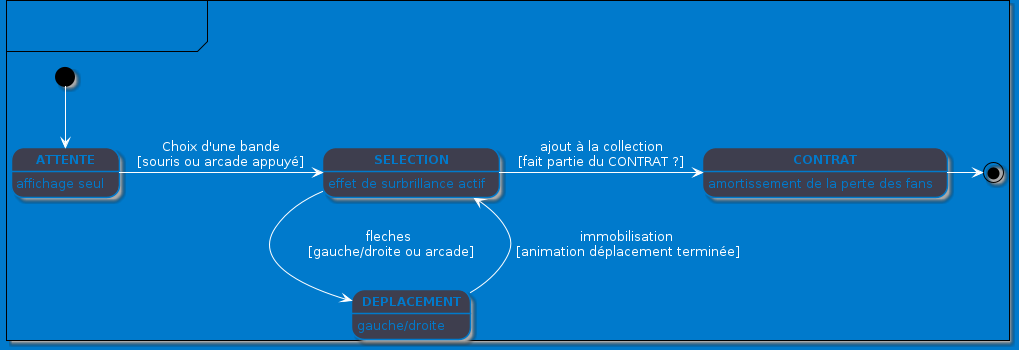 Choix d'une bande
[souris ou arcade appuyé]
ajout à la collection
[fait partie du CONTRAT ?]
ATTENTE
affichage seul
SELECTION
effet de surbrillance actif
CONTRAT
amortissement de la perte des fans
fleches
[gauche/droite ou arcade]
immobilisation
[animation déplacement terminée]
DEPLACEMENT
gauche/droite